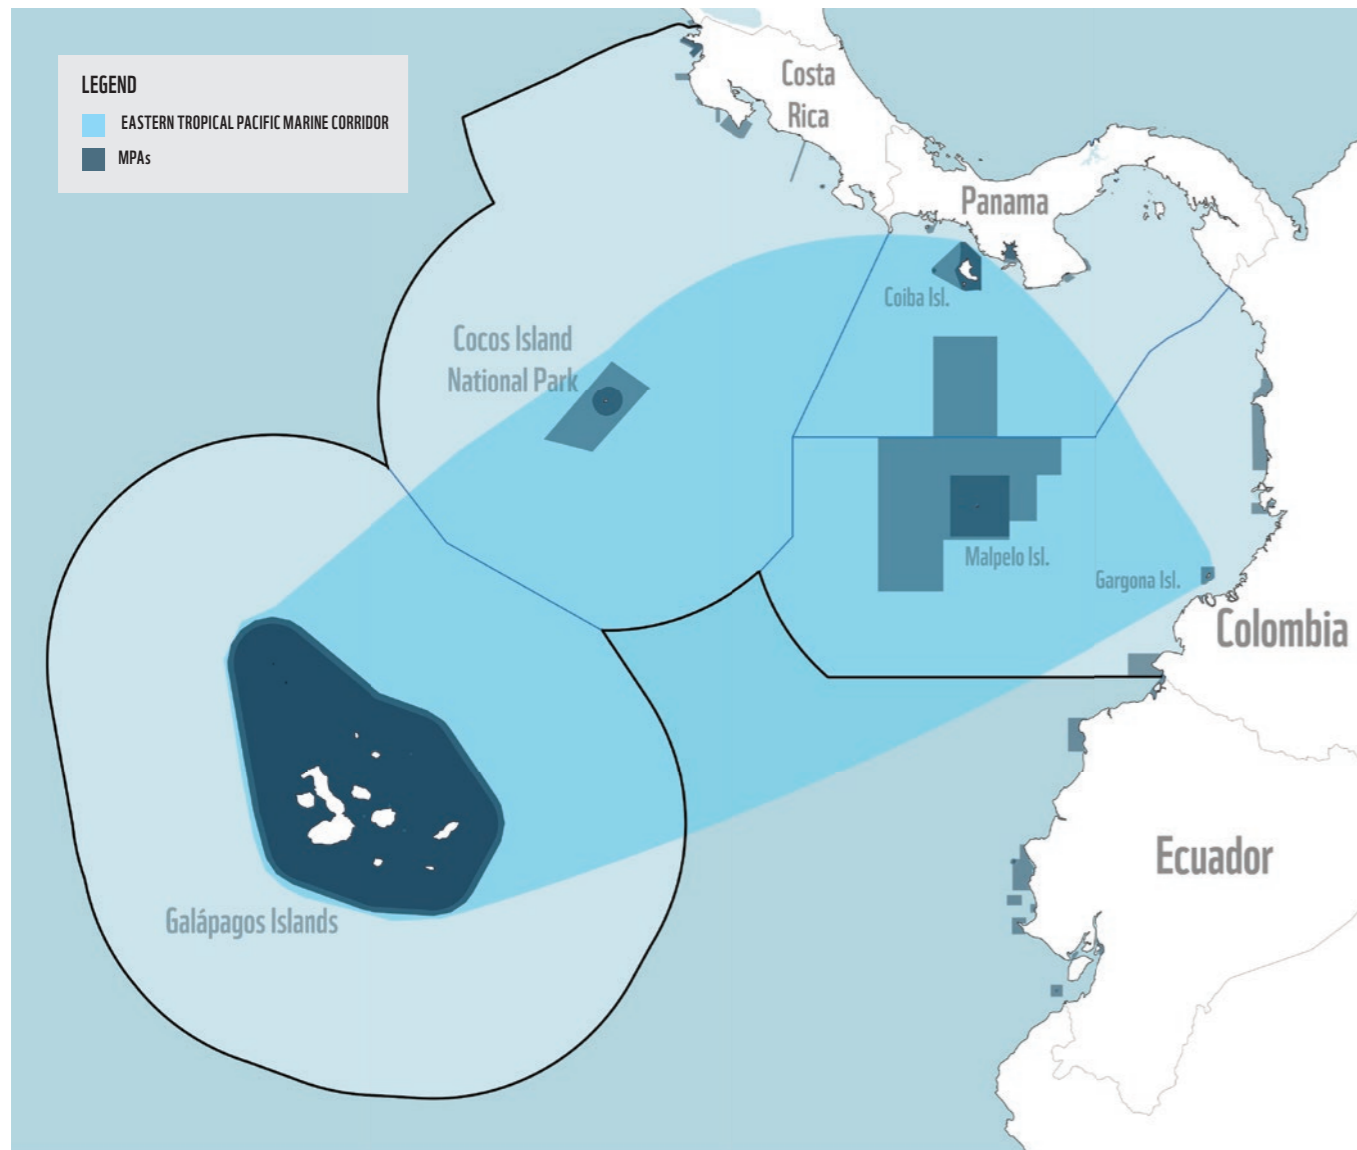 LEGEND
EASTERN TROPICAL PACIFIC MARINE CORRIDOR
MPAs
Costa
Rica
Panama
Coiba Isl.
Cocos Island
National Park
Malpelo Isl.
Gargona Isl.
Colombia
Ecuador
Galápagos Islands